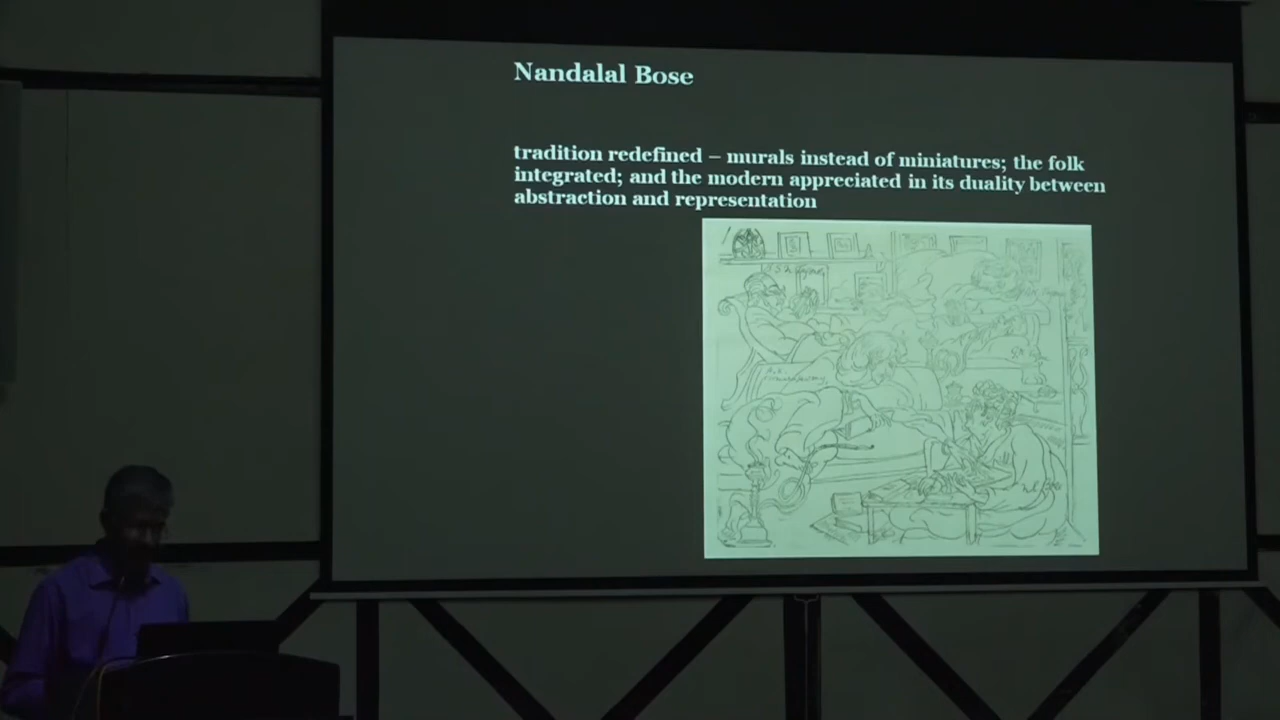 Nandalal Bose
tradition redefined – murals instead of miniatures; the folk
integrated; and the modern appreciated in its duality between
abstraction and representation